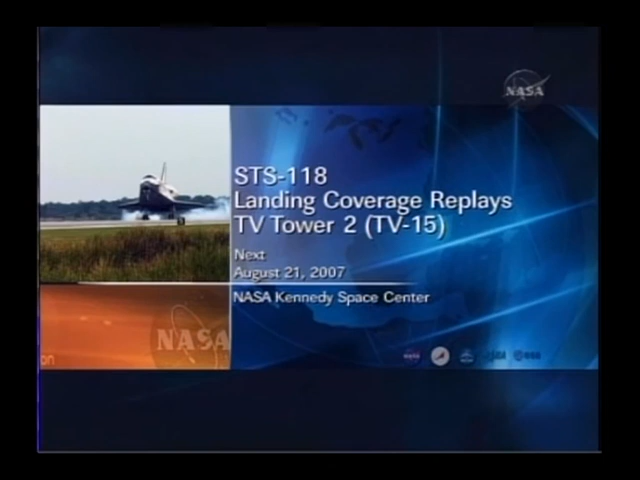 NASA
STS-118
Landing Coverage Replays
TV Tower 2 (TV-15)
Next
August 21, 2007
NASA Kennedy Space Center
NASA
on